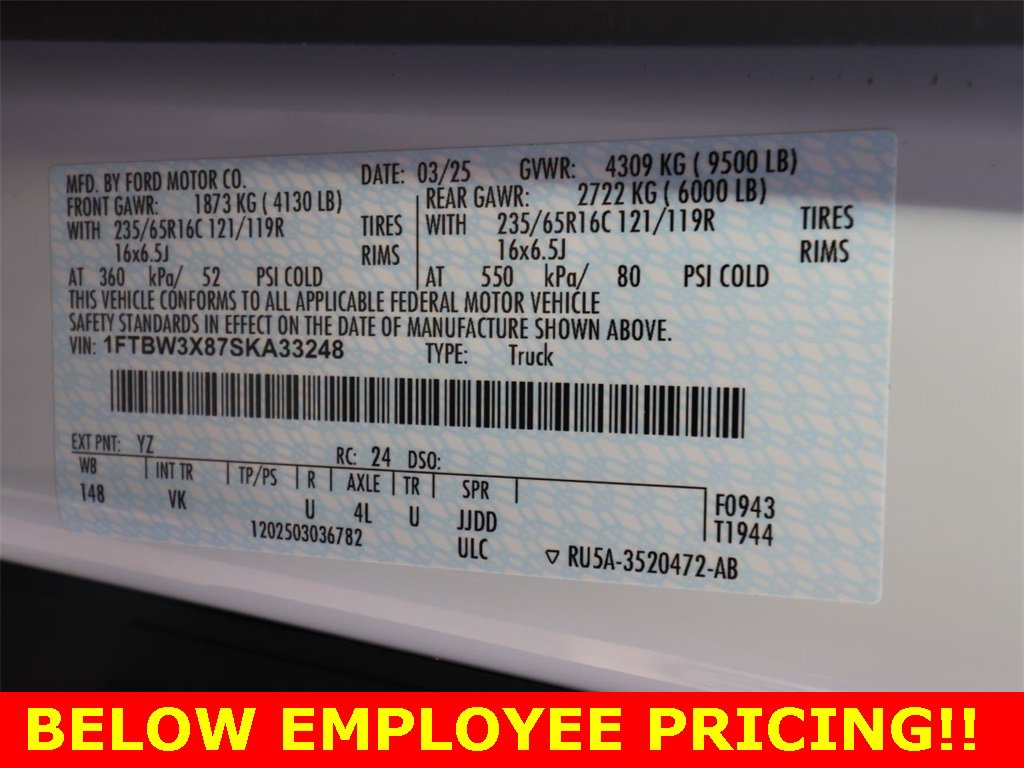 MFD. BY FORD MOTOR CO. DATE: 03/25 GVWR: 4309 KG ( 9500 LB)
FRONT GAWR: 1873 KG ( 4130 LB) REAR GAWR: 2722 KG ( 6000 LB)
WITH 235/65R16C 121/119R TIRES WITH 235/65R16C 121/119R TIRES
16x6.5J RIMS 16x6.5J RIMS
AT 360 kPa/ 52 PSI COLD AT 550 kPa/ 80 PSI COLD
THIS VEHICLE CONFORMS TO ALL APPLICABLE FEDERAL MOTOR VEHICLE
SAFETY STANDARDS IN EFFECT ON THE DATE OF MANUFACTURE SHOWN ABOVE.
VIN: 1FTBW3X87SKA33248 TYPE: Truck
EXT PNT: YZ RC: 24 DSO:
WB INT TR TP/PS R AXLE TR SPR
148 VK U 4L U JJDD F0943
1202503036782 ULC T1944
RU5A-3520472-AB
BELOW EMPLOYEE PRICING!!